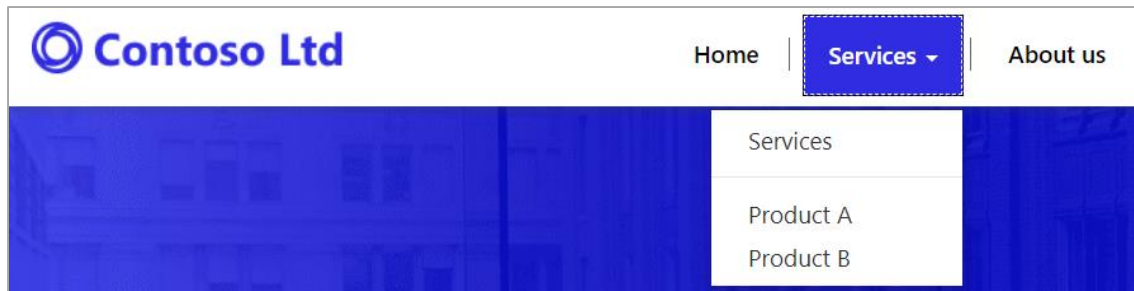 Contoso Ltd
Home
Services
About us
Services
Product A
Product B